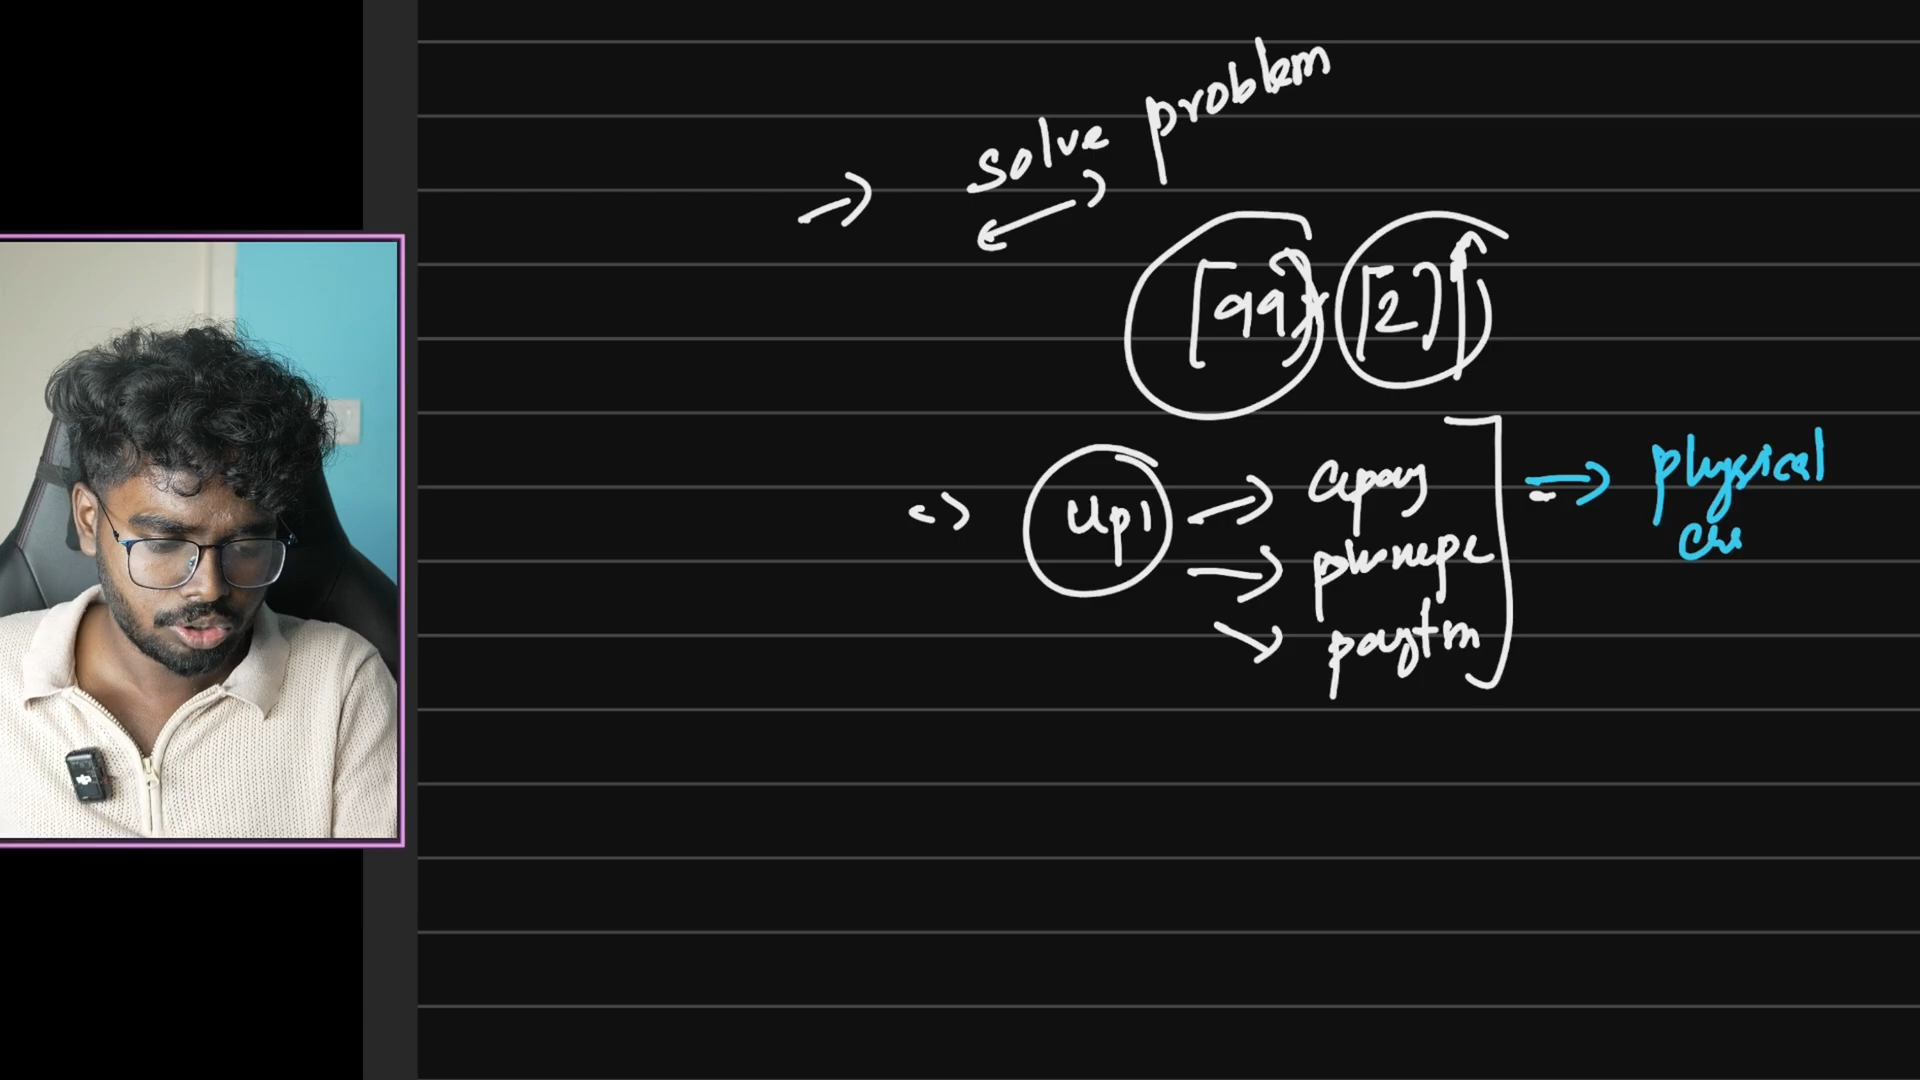 => solve problem
[99] [2]
<> UpI → Gpay => physical
→ phonepe
→ paytm